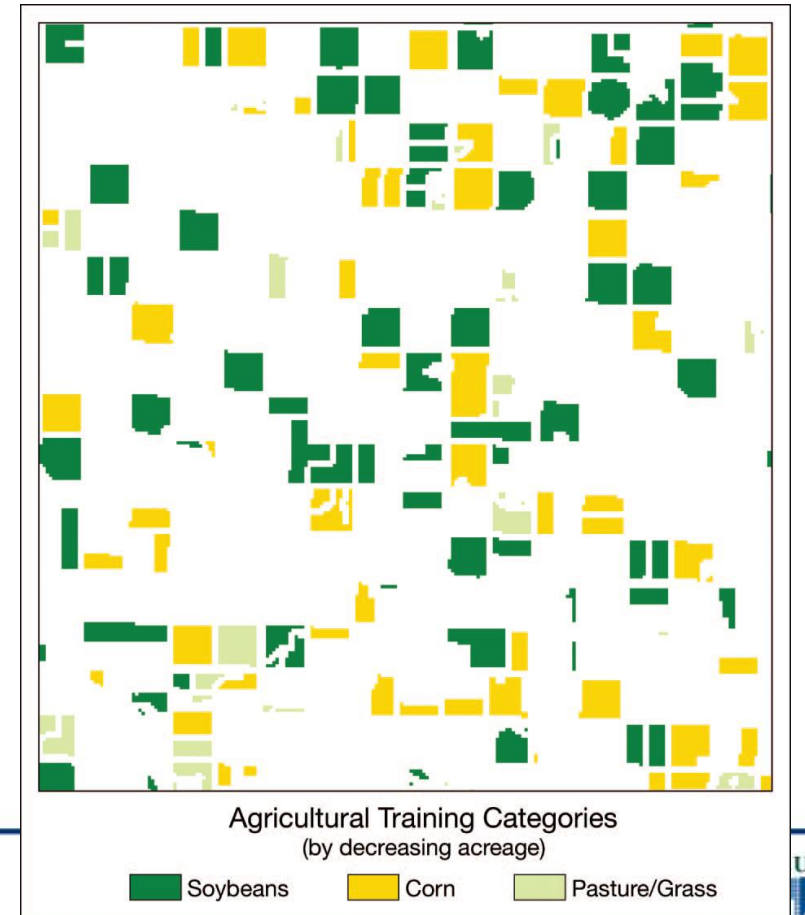 Agricultural Training Categories
(by decreasing acreage)
Soybeans Corn Pasture/Grass